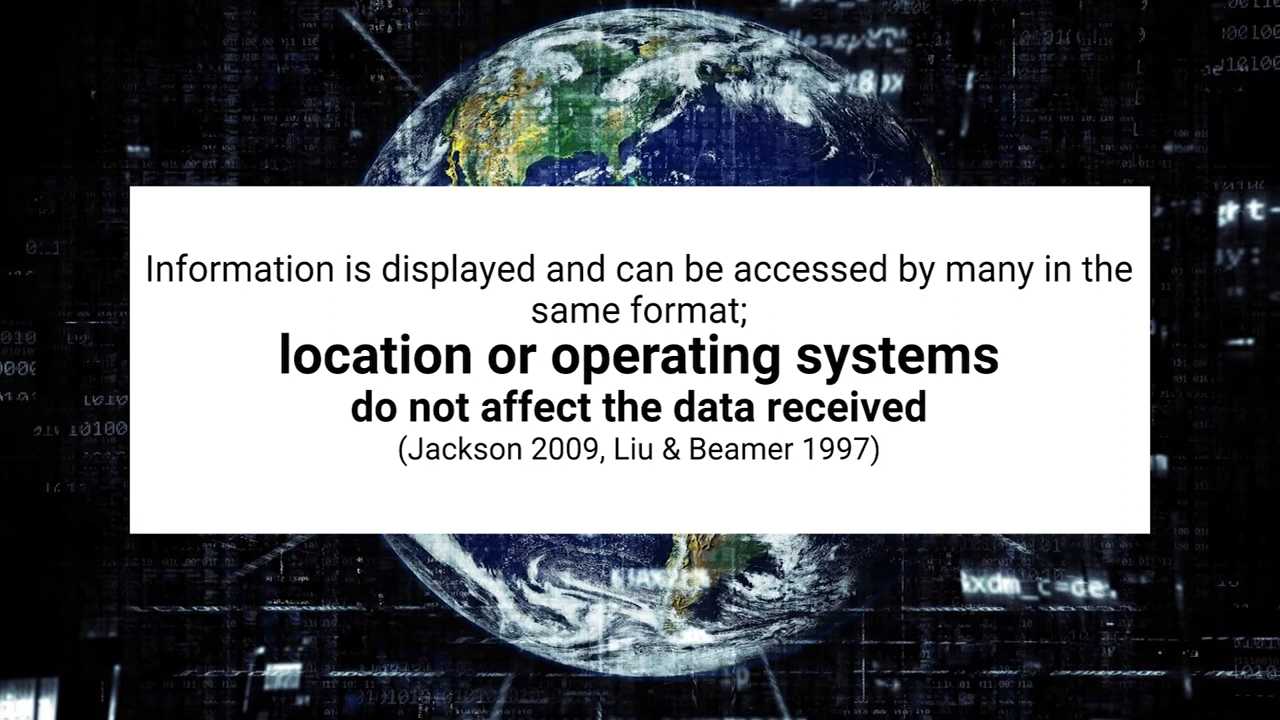 Information is displayed and can be accessed by many in the
same format;
location or operating systems
do not affect the data received
(Jackson 2009, Liu & Beamer 1997)